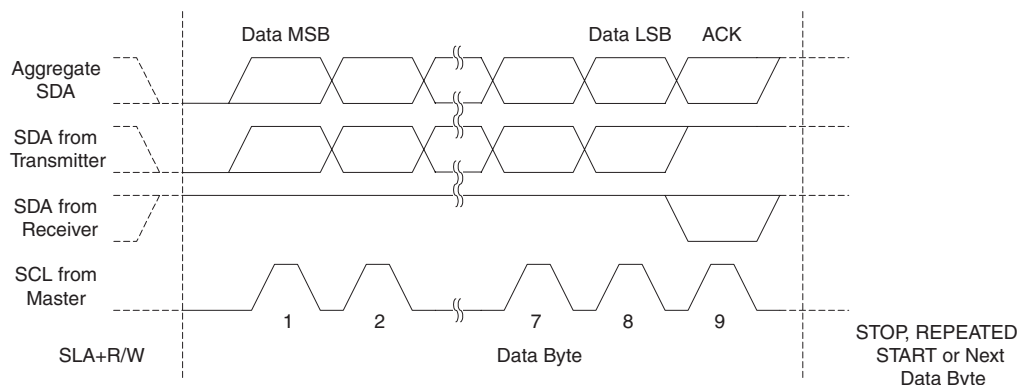 Data MSB
Data LSB
ACK
Aggregate
SDA
SDA from
Transmitter
SDA from
Receiver
SCL from
Master
1
2
7
8
9
SLA+R/W
Data Byte
STOP, REPEATED
START or Next
Data Byte